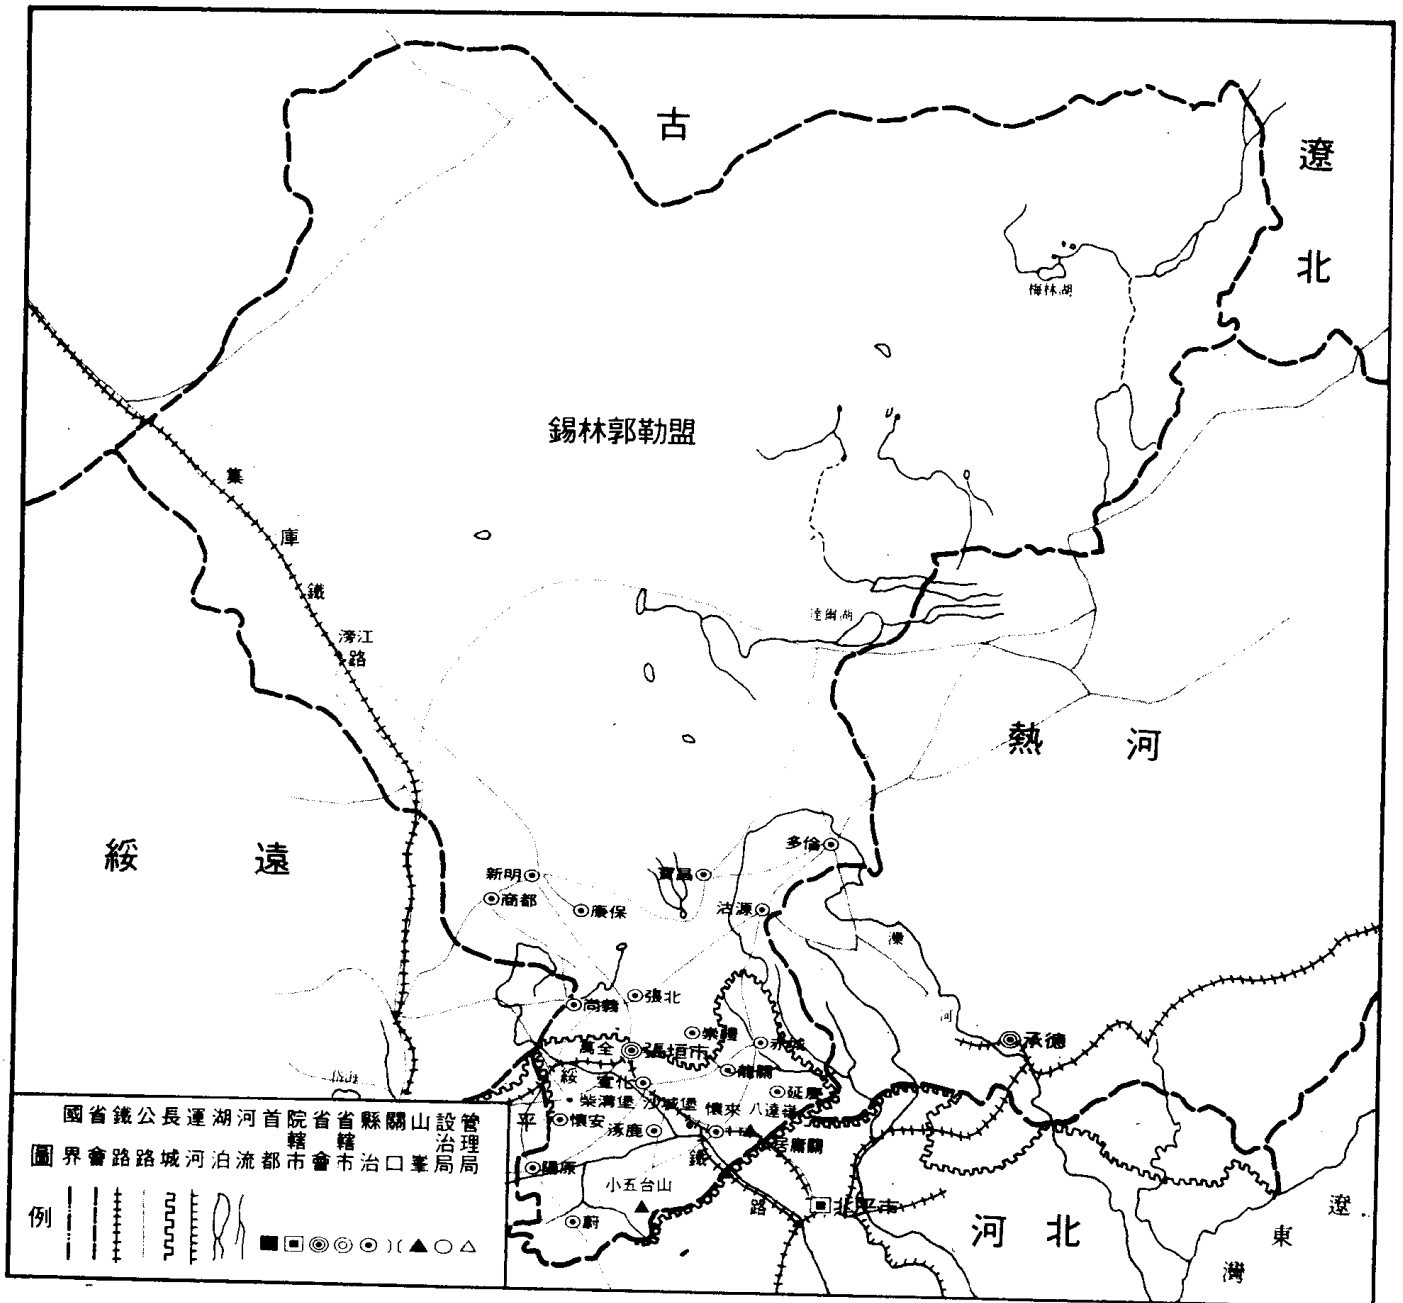 古
遼
北
梅林湖
錫林郭勒盟
集
庫
鐵
滂江
路
達爾湖
熱 河
綏 遠
多倫
新明
寶昌
商都
康保
沽源
灤
河
尚義
張北
崇禮
赤城
承德
萬全
張垣市
龍關
綏
宣化
延慶
岱海
柴溝堡
沙城堡
懷來
八達嶺
平
懷安
涿鹿
居庸關
鐵
陽原
小五台山
路
北平市
蔚
河 北
遼
東
灣
圖例
國界
省會
鐵路
公路
長城
運河
湖泊
河流
首都
院轄市
省會
省轄市
縣治
關口
山峯
設治局
管理局